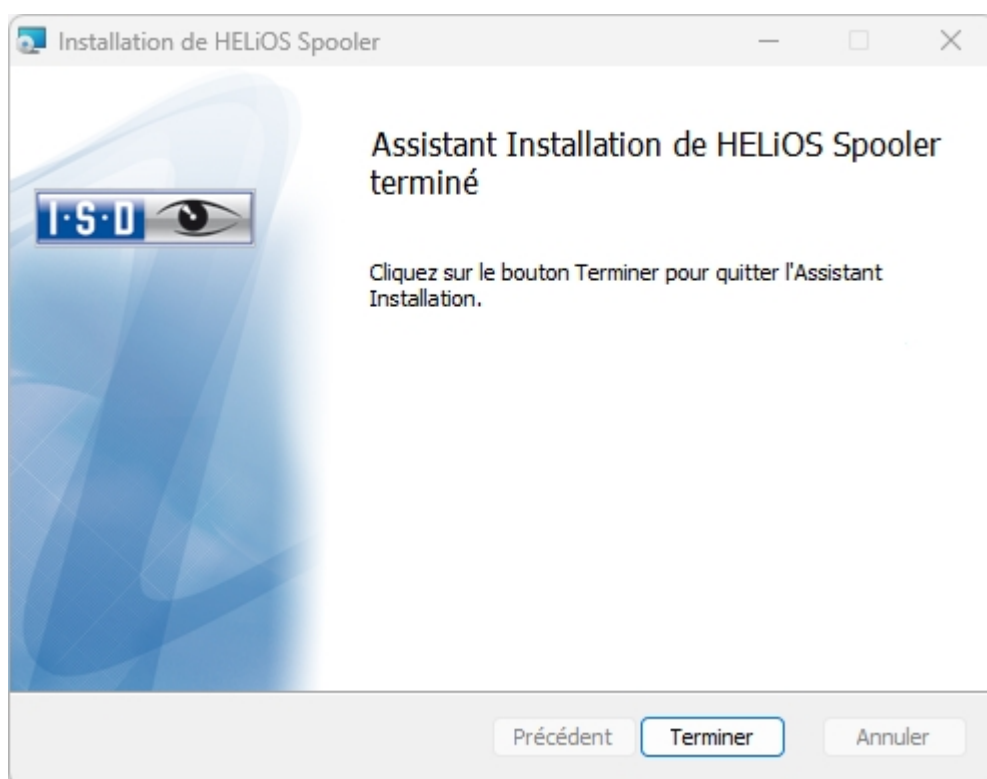 Installation de HELiOS Spooler
Assistant Installation de HELiOS Spooler
terminé
I·S·D
Cliquez sur le bouton Terminer pour quitter l'Assistant
Installation.
Précédent Terminer Annuler